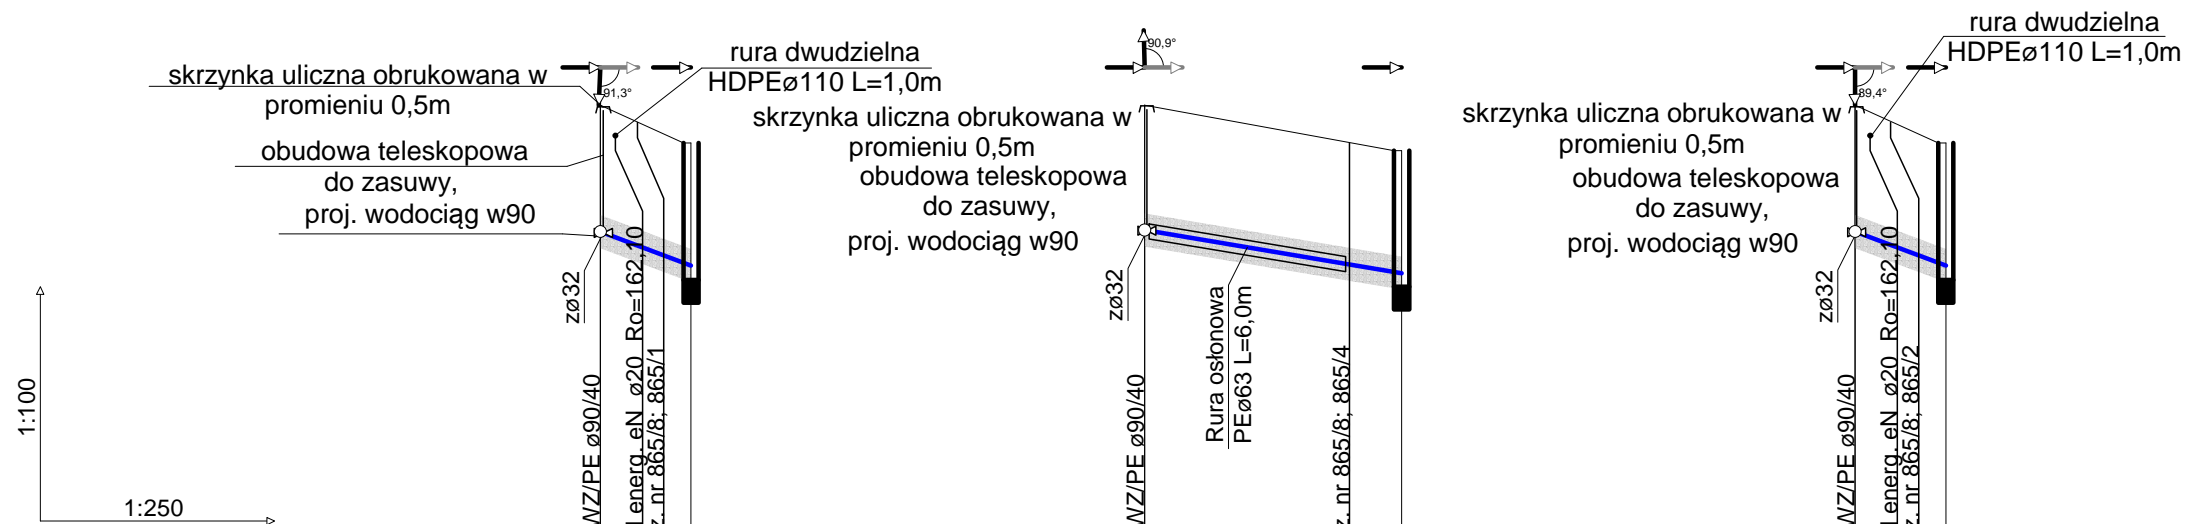 rura dwudzielna
HDPEø110 L=1,0m
skrzynka uliczna obrukowana w
promieniu 0,5m
91,3°
obudowa teleskopowa
do zasuwy,
proj. wodociąg w90
zø32
WZ/PE ø90/40
energ. eN ø20 Ro=162,10
z. nr 865/8; 865/1
1:100
1:250
90,9°
skrzynka uliczna obrukowana w
promieniu 0,5m
obudowa teleskopowa
do zasuwy,
proj. wodociąg w90
zø32
WZ/PE ø90/40
Rura osłonowa
PEø63 L=6,0m
z. nr 865/8; 865/4
rura dwudzielna
HDPEø110 L=1,0m
89,4°
skrzynka uliczna obrukowana w
promieniu 0,5m
obudowa teleskopowa
do zasuwy,
proj. wodociąg w90
zø32
WZ/PE ø90/40
energ. eN ø20 Ro=162,10
z. nr 865/8; 865/2